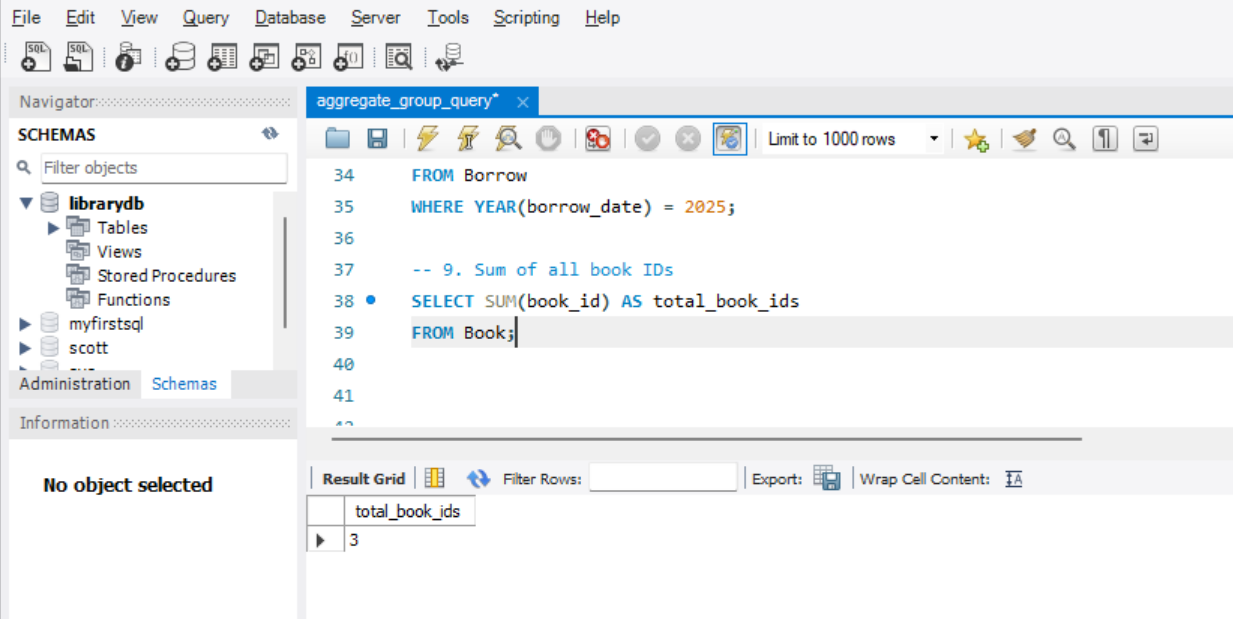 File Edit View Query Database Server Tools Scripting Help
SQL SQL
Navigator
SCHEMAS
Filter objects
librarydb
Tables
Views
Stored Procedures
Functions
myfirstsql
scott
Administration Schemas
Information
No object selected
aggregate_group_query*
Limit to 1000 rows
34 FROM Borrow
35 WHERE YEAR(borrow_date) = 2025;
36
37 -- 9. Sum of all book IDs
38 SELECT SUM(book_id) AS total_book_ids
39 FROM Book;
40
41
Result Grid Filter Rows: Export: Wrap Cell Content:
total_book_ids
3